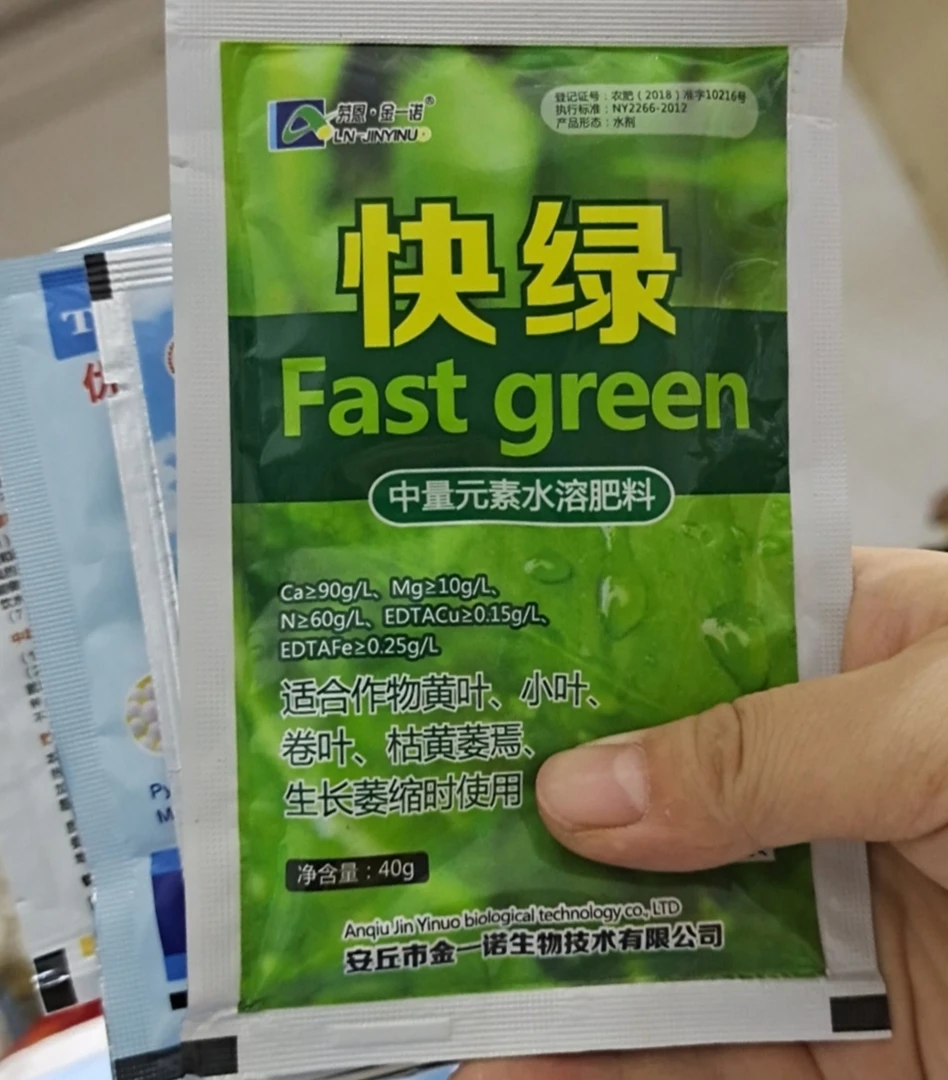 劳恩·金一诺®
LN-JINYINUO
登记证号：农肥（2018）准字10216号
执行标准：NY2266-2012
产品形态：水剂
快绿
Fast green
中量元素水溶肥料
Ca≥90g/L、Mg≥10g/L、
N≥60g/L、EDTACu≥0.15g/L、
EDTAFe≥0.25g/L
适合作物黄叶、小叶、
卷叶、枯黄萎焉、
生长萎缩时使用
净含量：40g
Anqiu Jin Yinuo biological technology co., LTD
安丘市金一诺生物技术有限公司